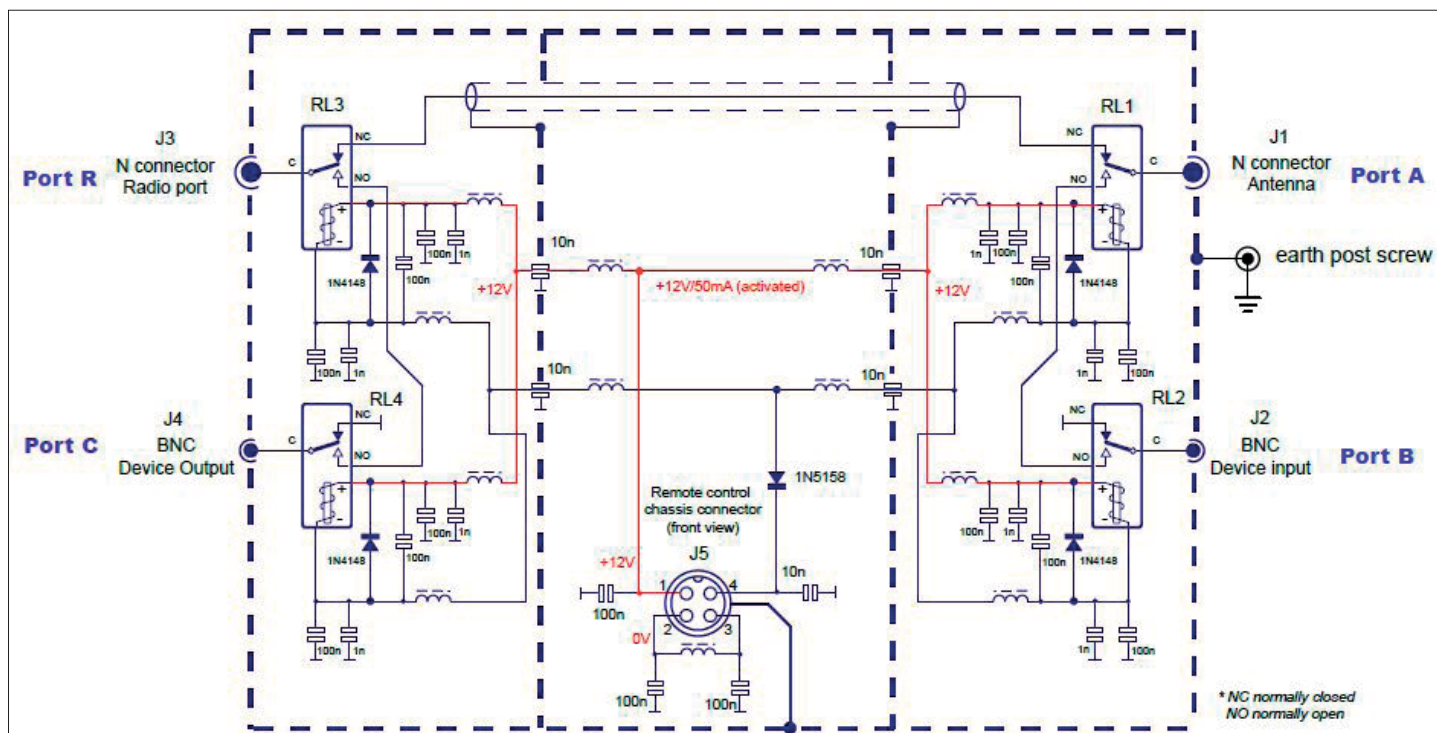 RL3
RL1
J3
N connector
Radio port
Port R
C
NC
NO
+
-
1N4148
100n
100n
1n
+12V
100n
1n
10n
+12V/50mA (activated)
10n
10n
10n
J1
N connector
Antenna
Port A
C
NC
NO
+
-
1n
100n
100n
1N4148
+12V
1n
100n
earth post screw
RL4
J4
BNC
Device Output
Port C
C
NC
NO
+
-
1N4148
100n
100n
1n
100n
1n
RL2
J2
BNC
Device input
Port B
C
NC
NO
+
-
100n
1n
100n
1N4148
1n
100n
1N5158
Remote control
chassis connector
(front view)
J5
+12V
1
4
2
3
0V
100n
10n
100n
100n
* NC normally closed
NO normally open